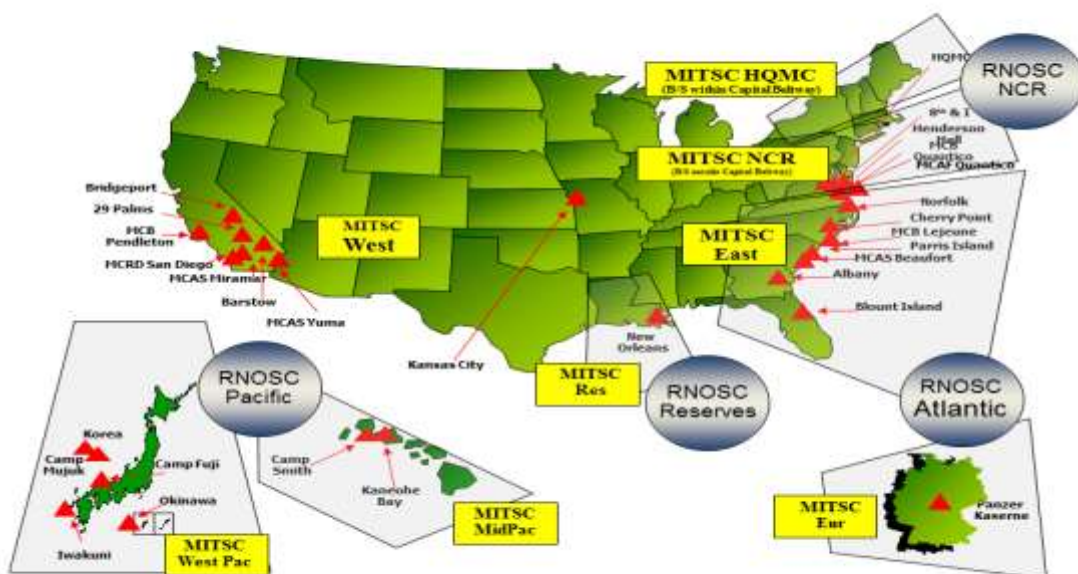 MITSC HQMC
(B/S within Capital Beltway)
HQMC
RNOSC
NCR
8th & I
Henderson
Hall
MCB
Quantico
MCAF Quantico
MITSC NCR
(B/S outside Capital Beltway)
Norfolk
Cherry Point
MCB Lejeune
Parris Island
MCAS Beaufort
Albany
Blount Island
MITSC
East
MITSC
West
Bridgeport
29 Palms
MCB
Pendleton
MCRD San Diego
MCAS Miramar
Barstow
MCAS Yuma
Kansas City
New
Orleans
MITSC
Res
RNOSC
Reserves
RNOSC
Atlantic
RNOSC
Pacific
Korea
Camp
Mujuk
Camp Fuji
Okinawa
Iwakuni
MITSC
West Pac
Camp
Smith
Kaneohe
Bay
MITSC
MidPac
MITSC
Eur
Panzer
Kaserne